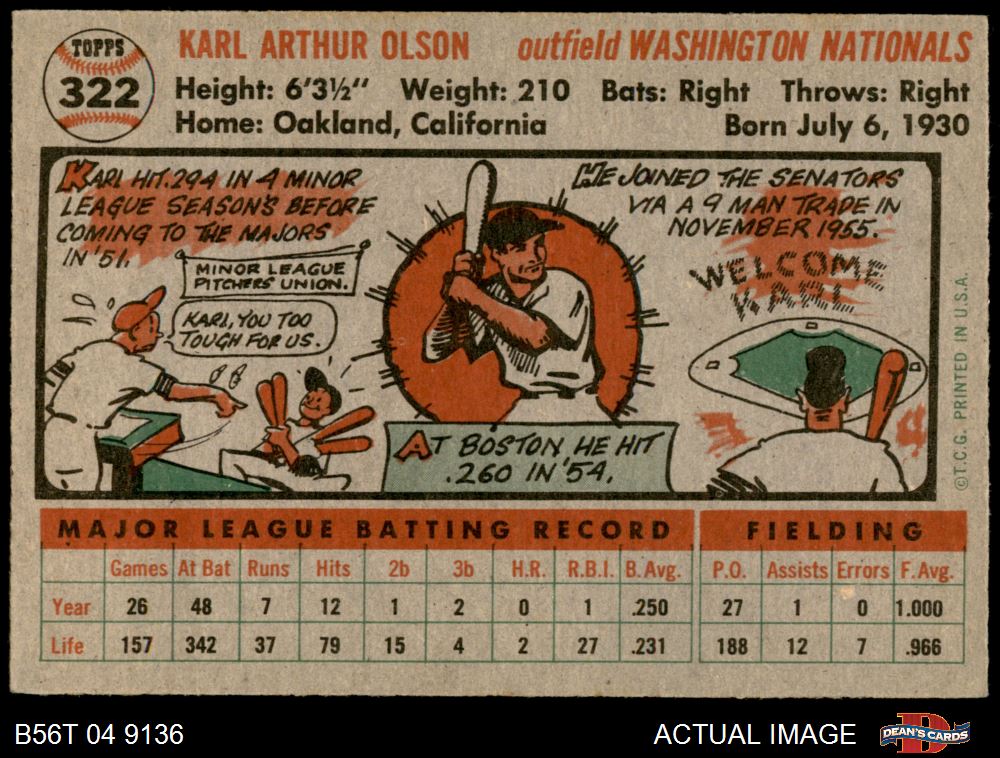 TOPPS
322
KARL ARTHUR OLSON outfield WASHINGTON NATIONALS
Height: 6'3½" Weight: 210 Bats: Right Throws: Right
Home: Oakland, California Born July 6, 1930
KARL HIT .294 IN 4 MINOR
LEAGUE SEASONS BEFORE
COMING TO THE MAJORS
IN '51.
MINOR LEAGUE
PITCHERS' UNION.
KARL, YOU TOO
TOUGH FOR US.
AT BOSTON, HE HIT
.260 IN '54.
HE JOINED THE SENATORS
VIA A 9 MAN TRADE IN
NOVEMBER 1955.
WELCOME
KARL
© T.C.G. PRINTED IN U.S.A.
MAJOR LEAGUE BATTING RECORD FIELDING
Games At Bat Runs Hits 2b 3b H.R. R.B.I. B. Avg. P.O. Assists Errors F. Avg.
Year 26 48 7 12 1 2 0 1 .250 27 1 0 1.000
Life 157 342 37 79 15 4 2 27 .231 188 12 7 .966
B56T 04 9136 ACTUAL IMAGE DEAN'S CARDS